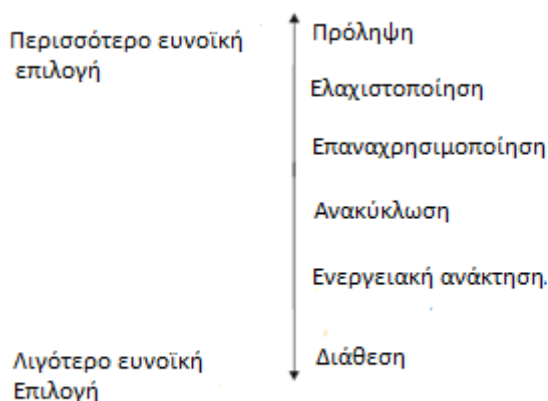 Περισσότερο ευνοϊκή
επιλογή
Πρόληψη
Ελαχιστοποίηση
Επαναχρησιμοποίηση
Ανακύκλωση
Ενεργειακή ανάκτηση.
Διάθεση
Λιγότερο ευνοϊκή
Επιλογή